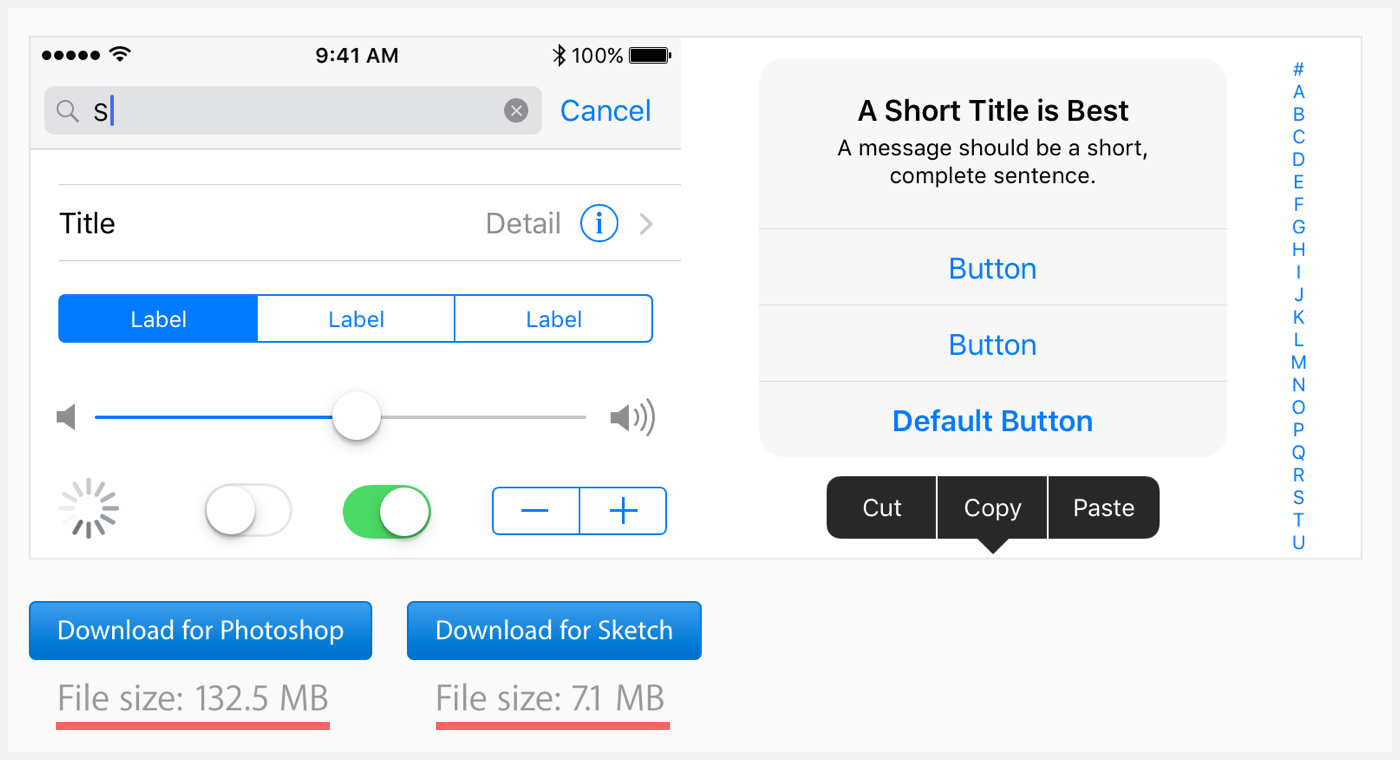 9:41 AM
100%
S
Cancel
Title
Detail
i
Label
Label
Label
A Short Title is Best
A message should be a short,
complete sentence.
Button
Button
Default Button
Cut
Copy
Paste
#
A
B
C
D
E
F
G
H
I
J
K
L
M
N
O
P
Q
R
S
T
U
Download for Photoshop
Download for Sketch
File size: 132.5 MB
File size: 7.1 MB